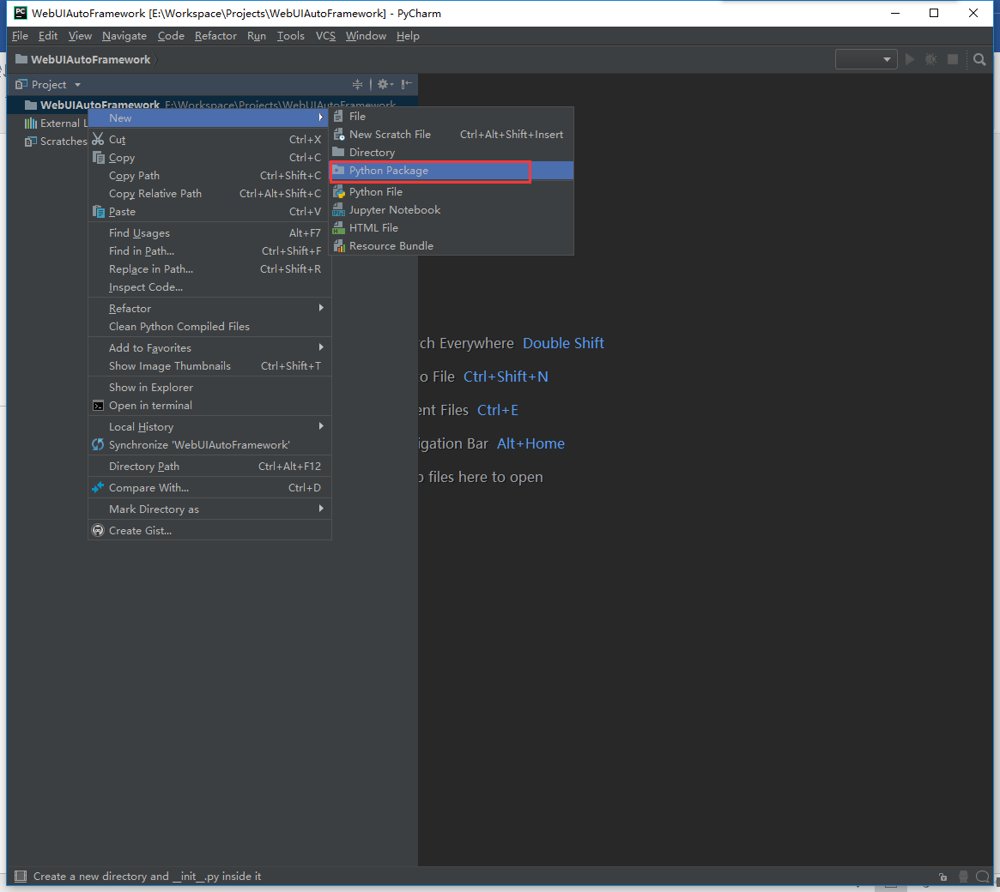 WebUIAutoFramework [E:\Workspace\Projects\WebUIAutoFramework] - PyCharm
File Edit View Navigate Code Refactor Run Tools VCS Window Help
WebUIAutoFramework
Project
WebUIAutoFramework E:\Workspace\Projects\WebUIAutoFramework
External L
Scratches
New
Cut Ctrl+X
Copy Ctrl+C
Copy Path Ctrl+Shift+C
Copy Relative Path Ctrl+Alt+Shift+C
Paste Ctrl+V
Find Usages Alt+F7
Find in Path... Ctrl+Shift+F
Replace in Path... Ctrl+Shift+R
Inspect Code...
Refactor
Clean Python Compiled Files
Add to Favorites
Show Image Thumbnails Ctrl+Shift+T
Show in Explorer
Open in terminal
Local History
Synchronize 'WebUIAutoFramework'
Directory Path Ctrl+Alt+F12
Compare With... Ctrl+D
Mark Directory as
Create Gist...
File
New Scratch File Ctrl+Alt+Shift+Insert
Directory
Python Package
Python File
Jupyter Notebook
HTML File
Resource Bundle
ch Everywhere Double Shift
o File Ctrl+Shift+N
ent Files Ctrl+E
igation Bar Alt+Home
files here to open
Create a new directory and __init__.py inside it